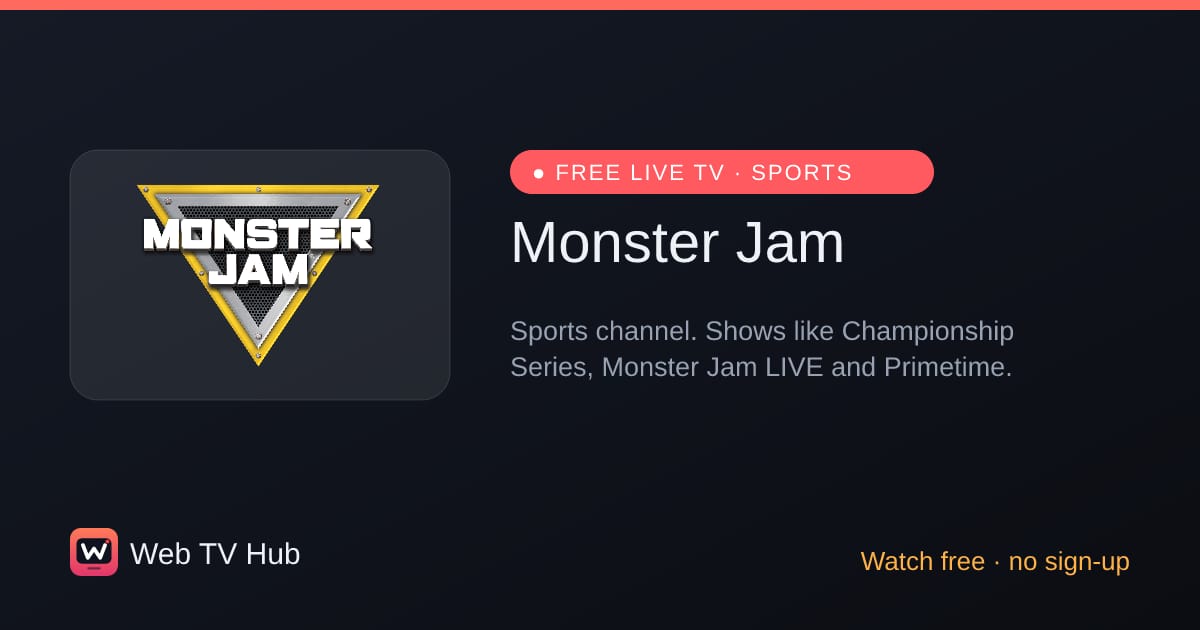 MONSTER
JAM
• FREE LIVE TV · SPORTS
Monster Jam
Sports channel. Shows like Championship
Series, Monster Jam LIVE and Primetime.
W
Web TV Hub
Watch free · no sign-up